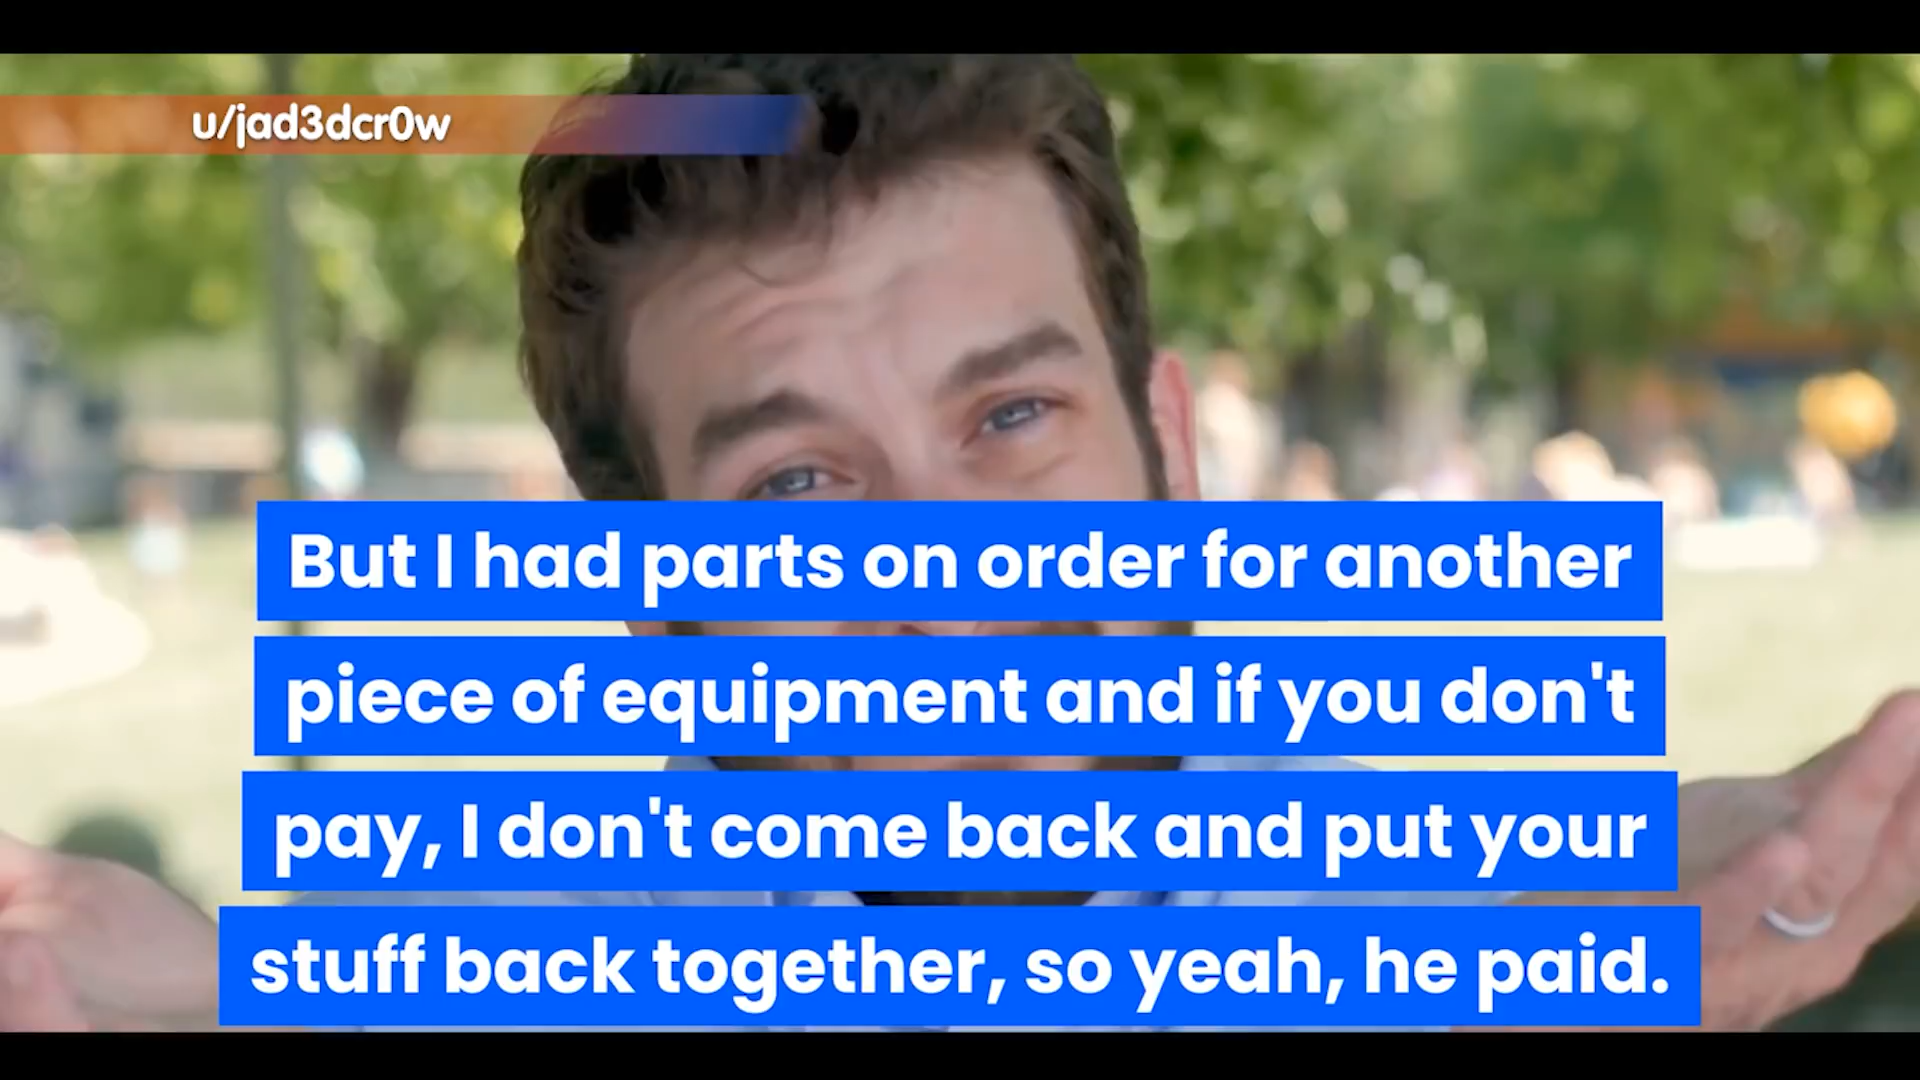 u/jad3dcr0w
But I had parts on order for another
piece of equipment and if you don't
pay, I don't come back and put your
stuff back together, so yeah, he paid.